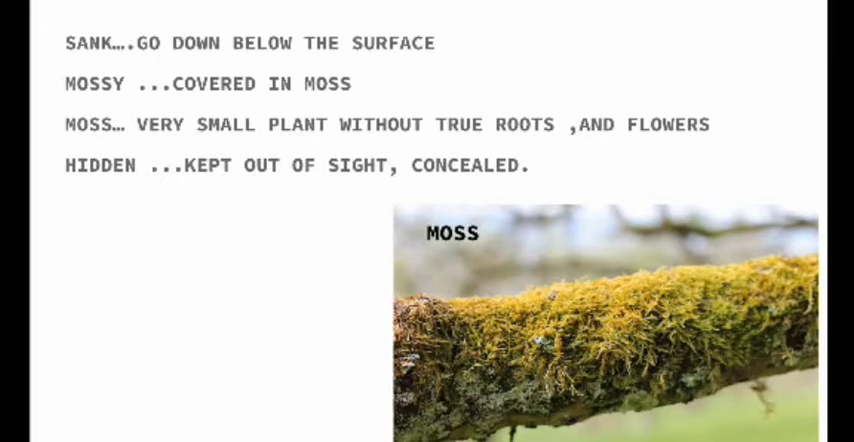 SANK….GO DOWN BELOW THE SURFACE
MOSSY ...COVERED IN MOSS
MOSS… VERY SMALL PLANT WITHOUT TRUE ROOTS ,AND FLOWERS
HIDDEN ...KEPT OUT OF SIGHT, CONCEALED.
MOSS